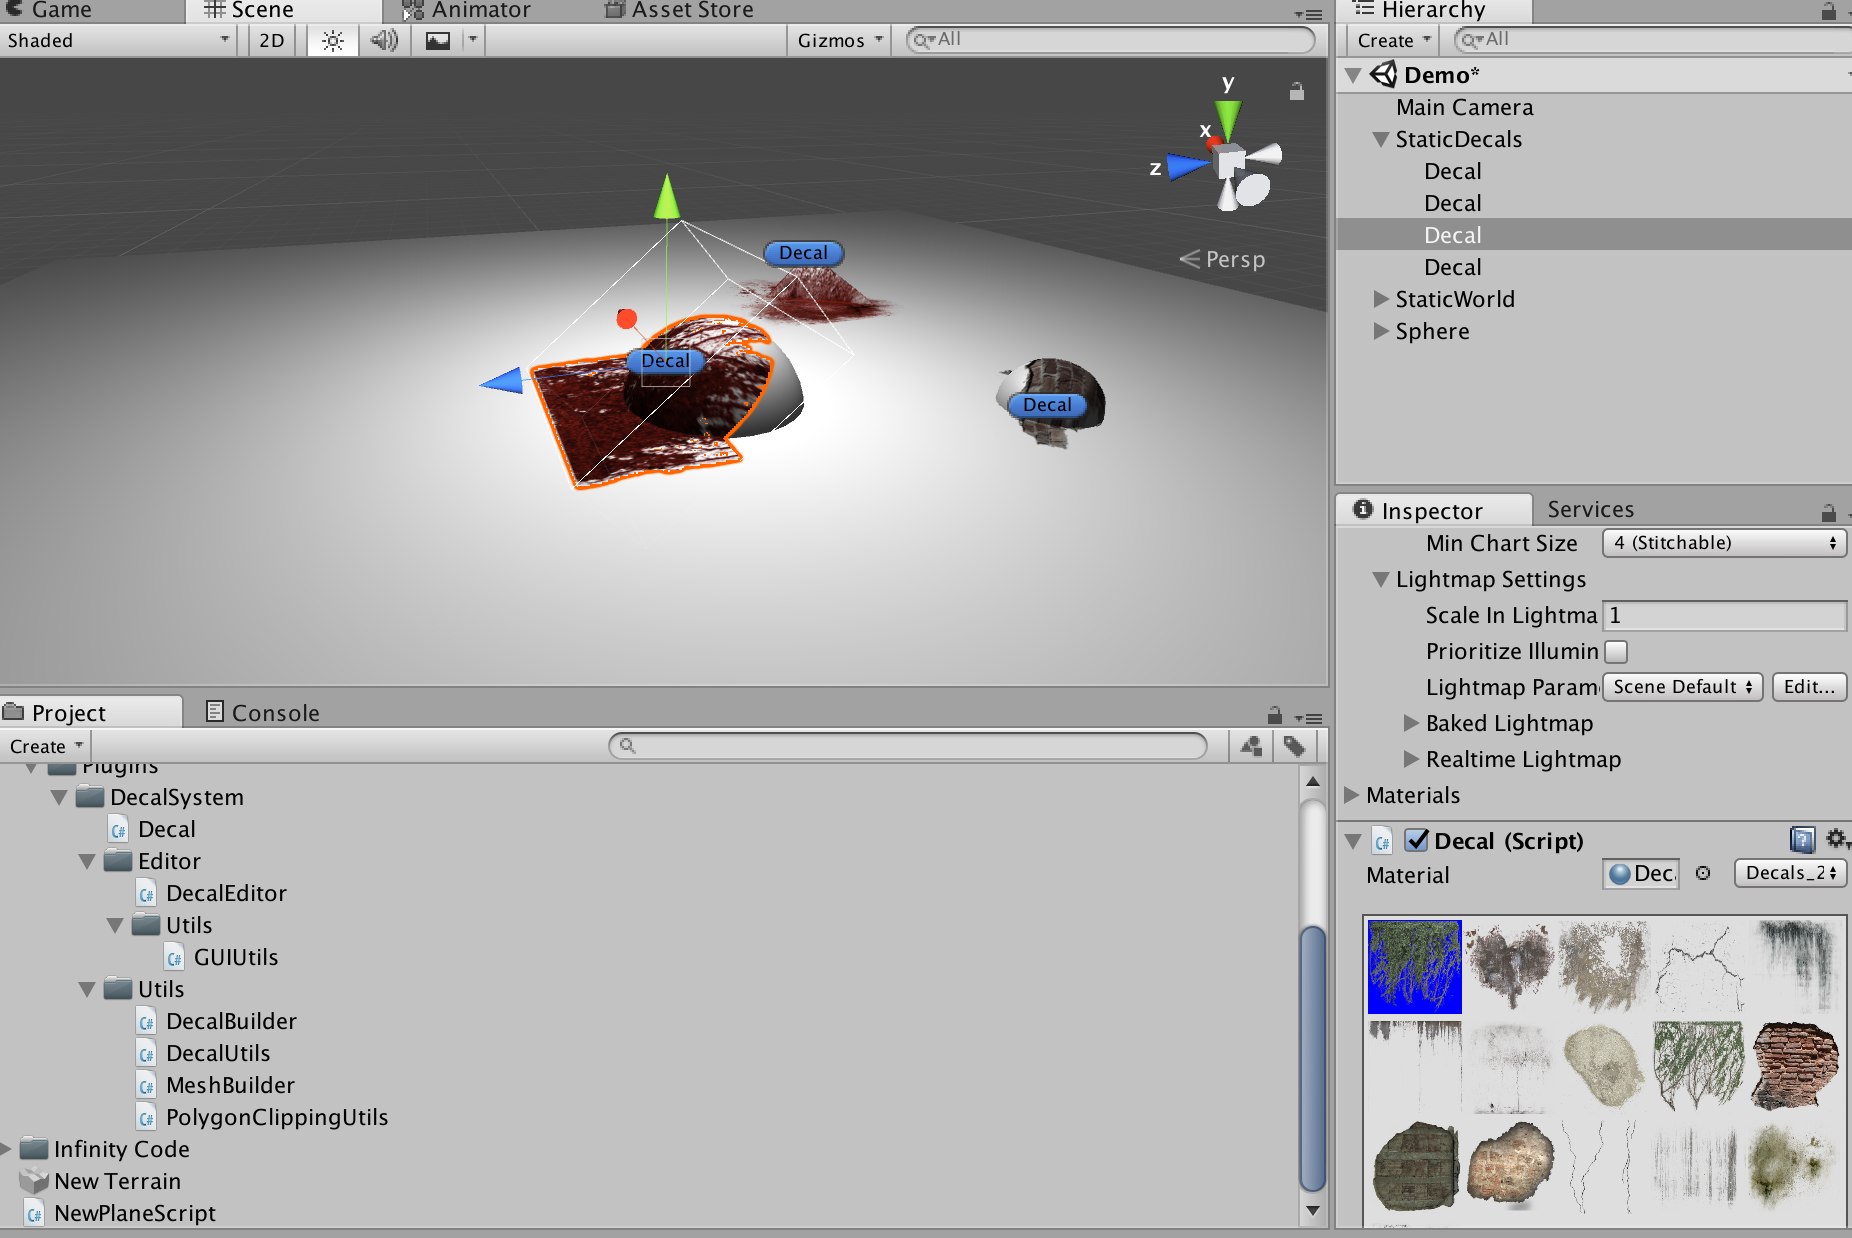 Game
Scene
Animator
Asset Store
Shaded
2D
Gizmos
All
y
x
z
Persp
Decal
Decal
Decal
Hierarchy
Create
All
Demo*
Main Camera
StaticDecals
Decal
Decal
Decal
Decal
StaticWorld
Sphere
Inspector
Services
Min Chart Size
4 (Stitchable)
Lightmap Settings
Scale In Lightma
1
Prioritize Illumin
Lightmap Param
Scene Default
Edit...
Baked Lightmap
Realtime Lightmap
Materials
Decal (Script)
Material
Dec
Decals_2
Project
Console
Create
Plugins
DecalSystem
C# Decal
Editor
C# DecalEditor
Utils
C# GUIUtils
Utils
C# DecalBuilder
C# DecalUtils
C# MeshBuilder
C# PolygonClippingUtils
Infinity Code
New Terrain
C# NewPlaneScript